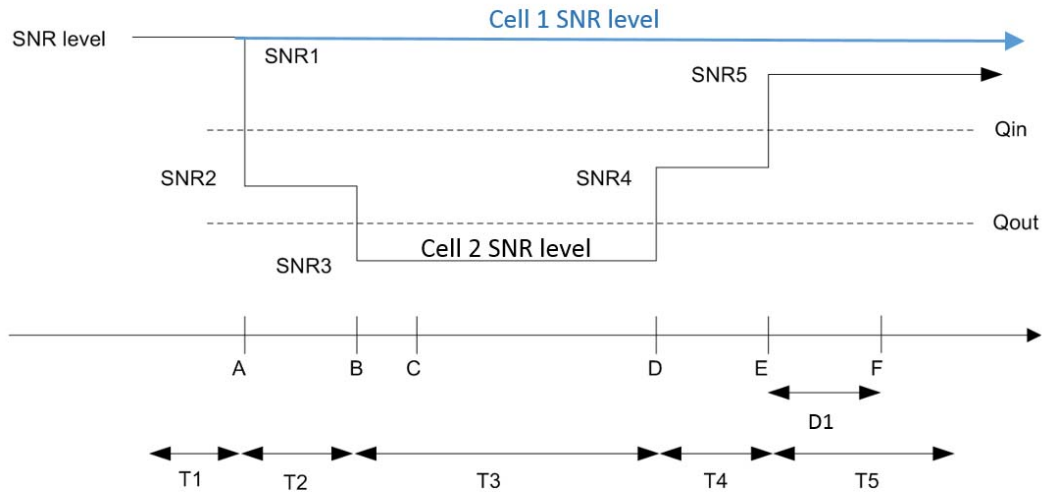 Cell 1 SNR level
SNR level
SNR1
SNR5
Qin
SNR2
SNR4
Qout
Cell 2 SNR level
SNR3
A B C D E F
D1
T1 T2 T3 T4 T5